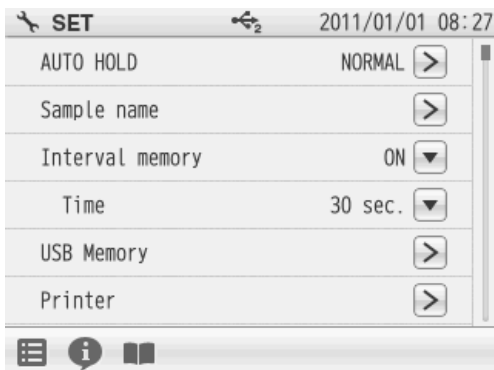 SET 2 2011/01/01 08:27
AUTO HOLD NORMAL
Sample name
Interval memory ON
Time 30 sec.
USB Memory
Printer